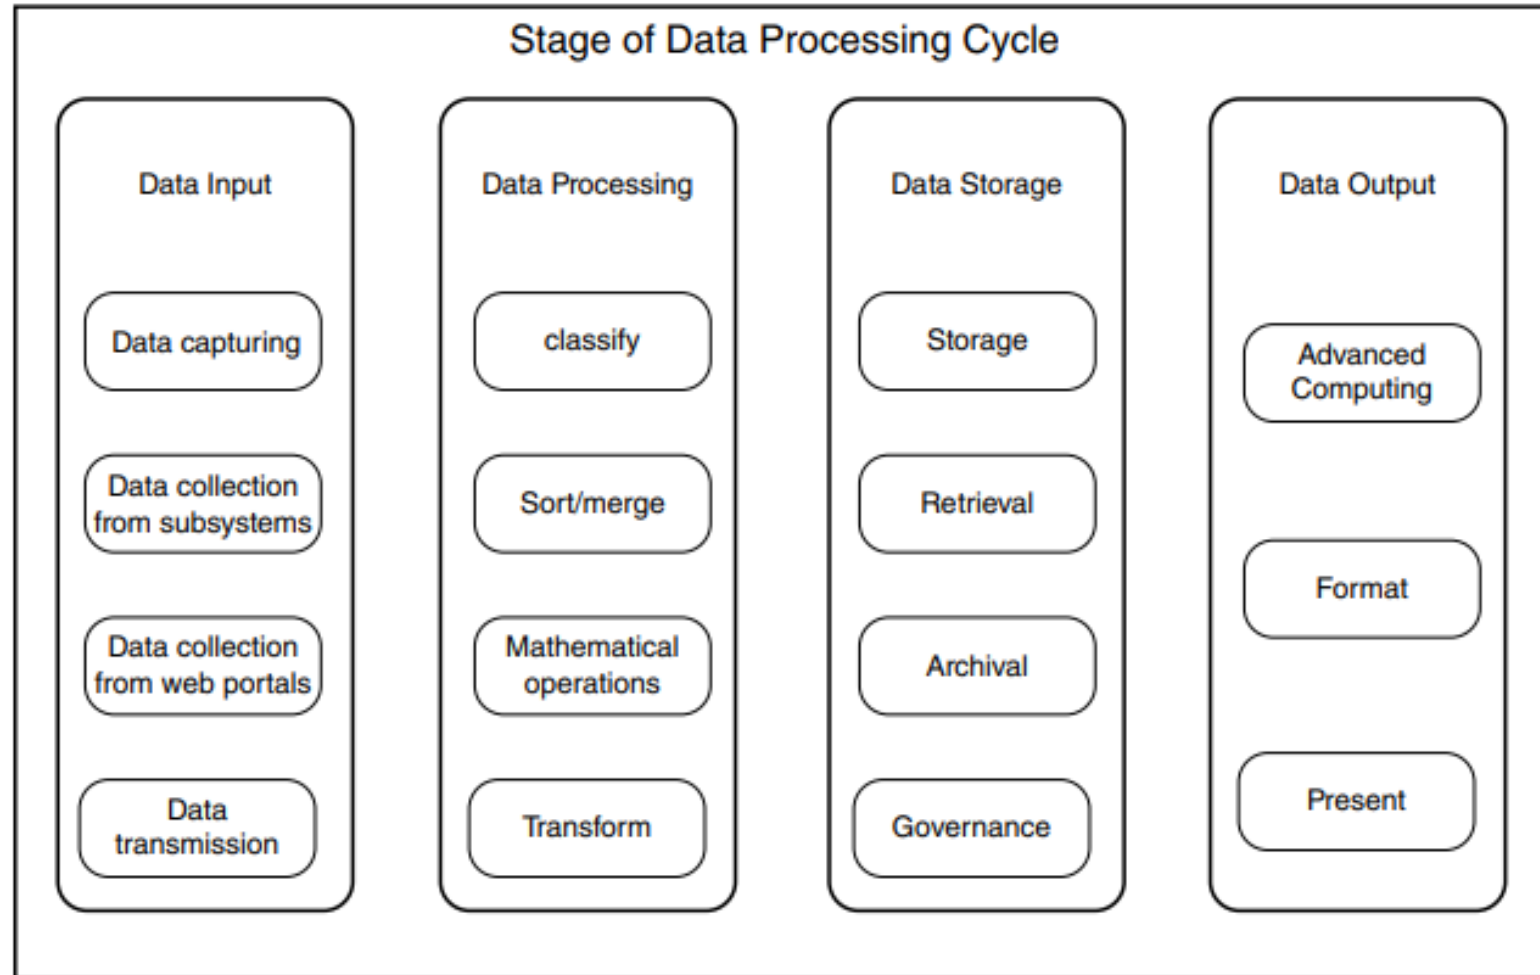 Stage of Data Processing Cycle
Data Input
Data capturing
Data collection
from subsystems
Data collection
from web portals
Data
transmission
Data Processing
classify
Sort/merge
Mathematical
operations
Transform
Data Storage
Storage
Retrieval
Archival
Governance
Data Output
Advanced
Computing
Format
Present